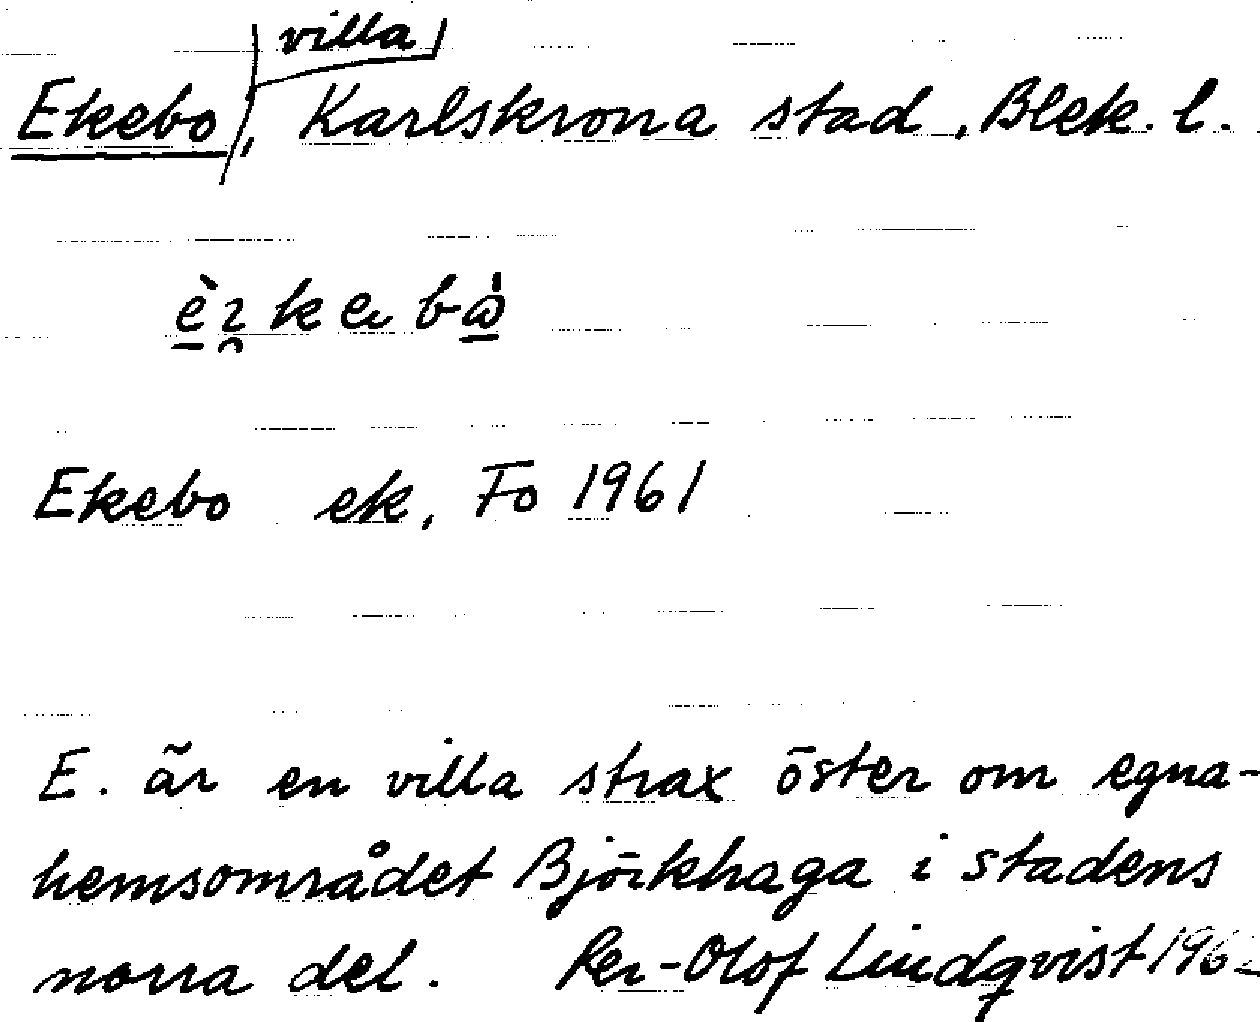 villa
Ekebo, Karlskrona stad, Blek. l.
Ekebo ek, Fo 1961
E. är en villa strax öster om egna-
hemsområdet Björkhaga i stadens
norra del. Per-Olof Lindqvist